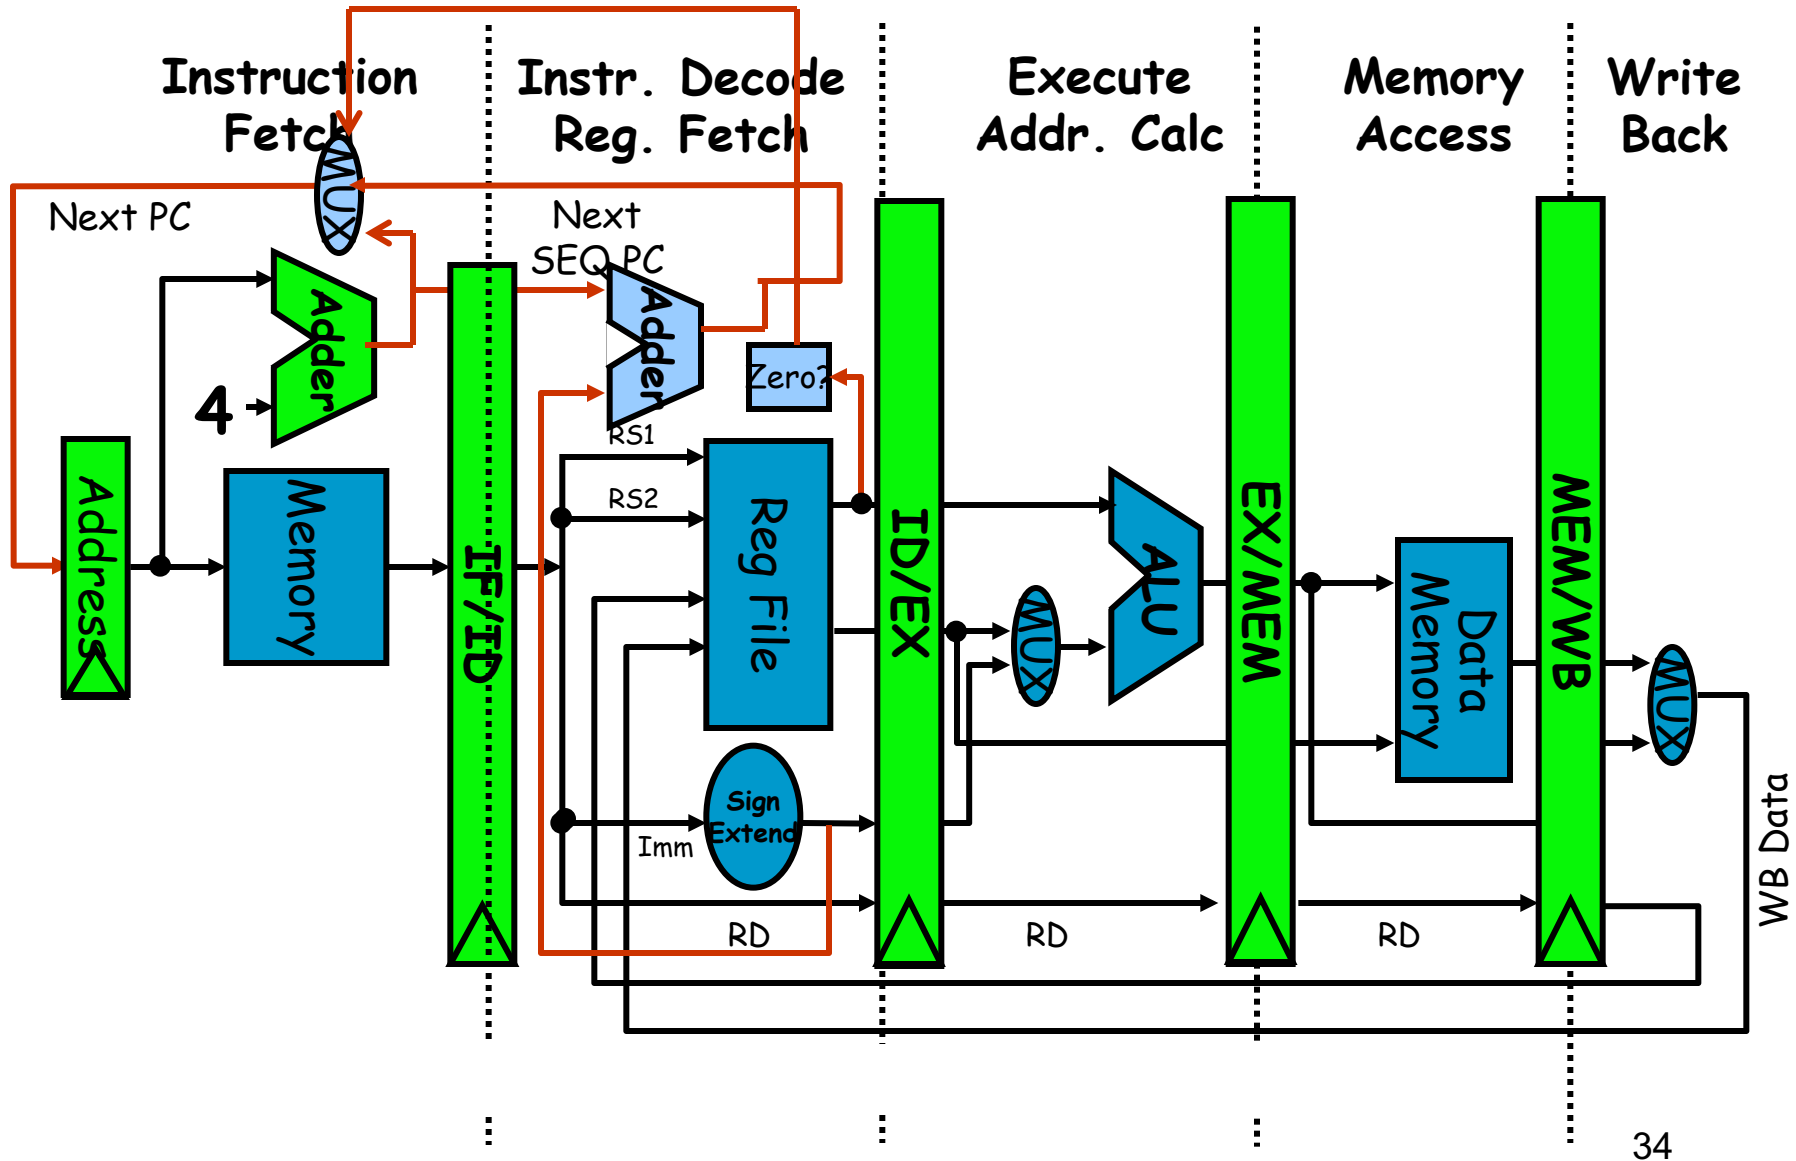 Instruction
Fetch
Instr. Decode
Reg. Fetch
Execute
Addr. Calc
Memory
Access
Write
Back
Next PC
MUX
Next
SEQ PC
Adder
4
Adder
Zero?
RS1
RS2
Address
Memory
IF/ID
Reg File
ID/EX
MUX
ALU
EX/MEM
Data
Memory
MEM/WB
MUX
Sign
Extend
Imm
RD
RD
RD
WB Data
34